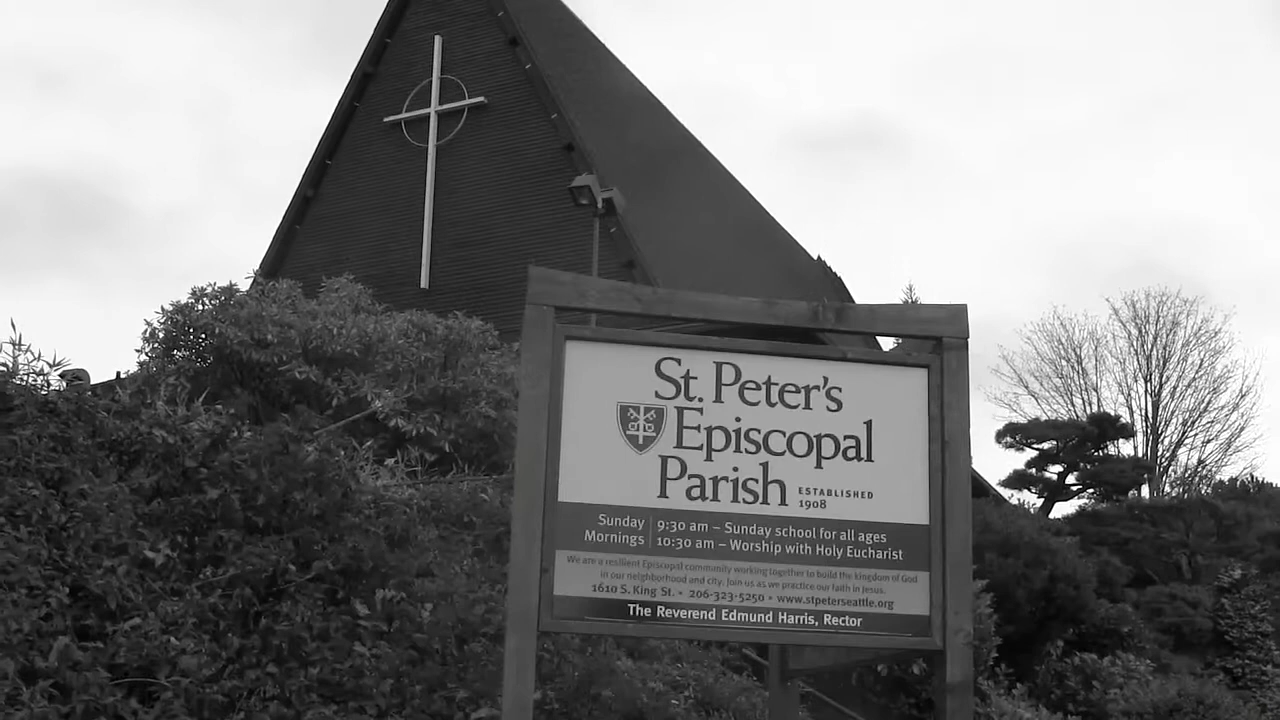 St. Peter's
Episcopal
Parish
ESTABLISHED
1908
Sunday Mornings
9:30 am – Sunday school for all ages
10:30 am – Worship with Holy Eucharist
We are a resilient Episcopal community working together to build the kingdom of God
in our neighborhood and city. Join us as we practice our faith in Jesus.
1610 S. King St. • 206-323-5250 • www.stpeterseattle.org
The Reverend Edmund Harris, Rector